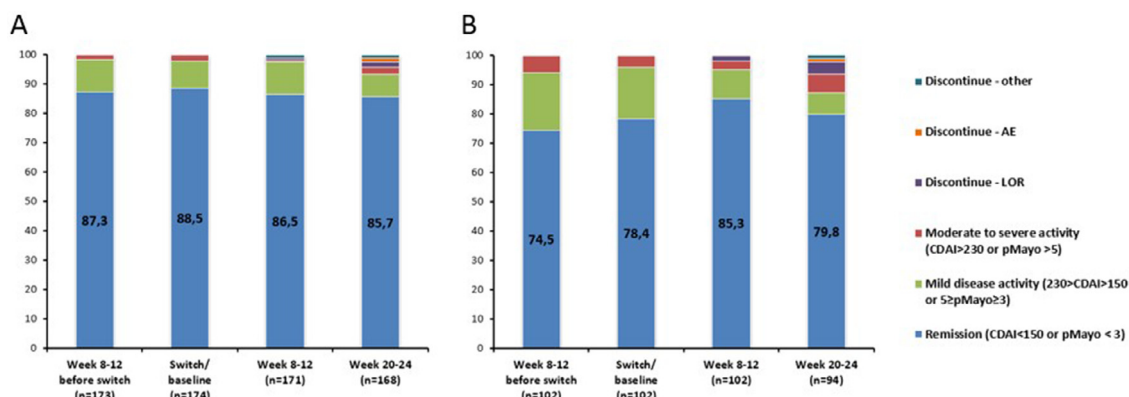 A
100
90
80
70
60
50
40
30
20
10
0
87,3
88,5
86,5
85,7
Week 8-12
before switch
(n=173)
Switch/
baseline
(n=174)
Week 8-12
(n=171)
Week 20-24
(n=168)
B
100
90
80
70
60
50
40
30
20
10
0
74,5
78,4
85,3
79,8
Week 8-12
before switch
(n=102)
Switch/
baseline
(n=102)
Week 8-12
(n=102)
Week 20-24
(n=94)
Discontinue - other
Discontinue - AE
Discontinue - LOR
Moderate to severe activity
(CDAI>230 or pMayo >5)
Mild disease activity (230>CDAI>150
or 5≥pMayo≥3)
Remission (CDAI<150 or pMayo < 3)